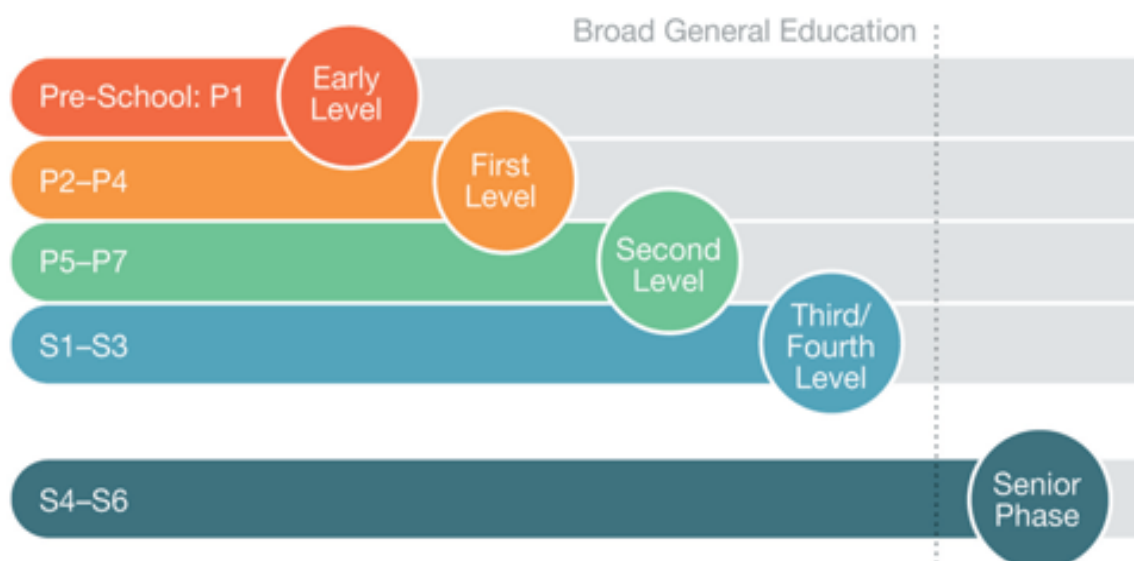 Broad General Education
Pre-School: P1
Early
Level
P2–P4
First
Level
P5–P7
Second
Level
S1–S3
Third/
Fourth
Level
S4–S6
Senior
Phase